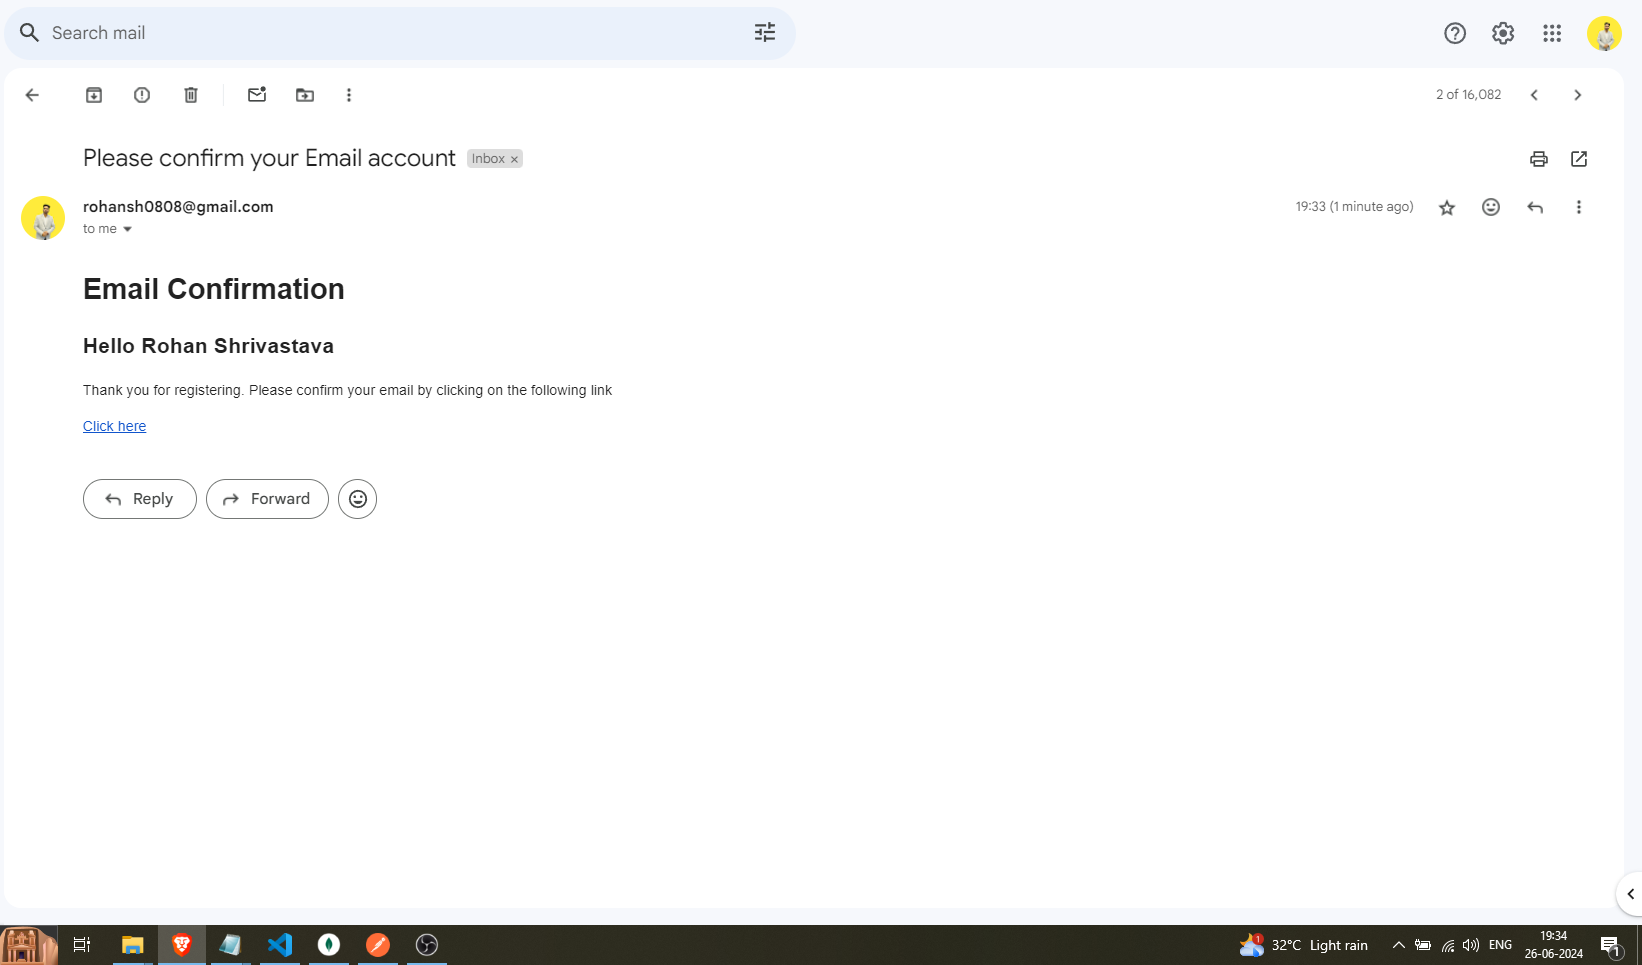 Search mail
2 of 16,082
Please confirm your Email account Inbox ×
rohansh0808@gmail.com 19:33 (1 minute ago)
to me
Email Confirmation
Hello Rohan Shrivastava
Thank you for registering. Please confirm your email by clicking on the following link
Click here
Reply Forward
1 32°C Light rain ENG 19:34
26-06-2024 1